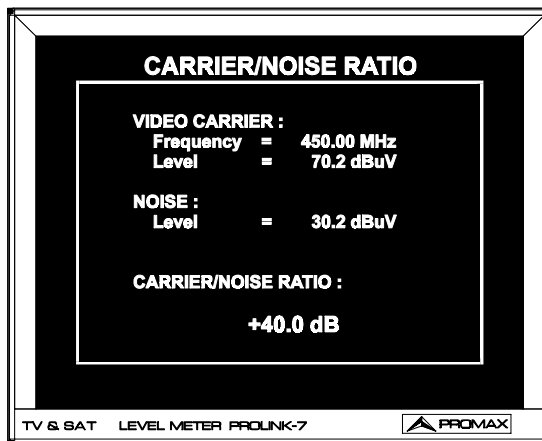 CARRIER/NOISE RATIO
VIDEO CARRIER :
Frequency = 450.00 MHz
Level = 70.2 dBuV
NOISE :
Level = 30.2 dBuV
CARRIER/NOISE RATIO :
+40.0 dB
TV & SAT LEVEL METER PROLINK-7 PROMAX